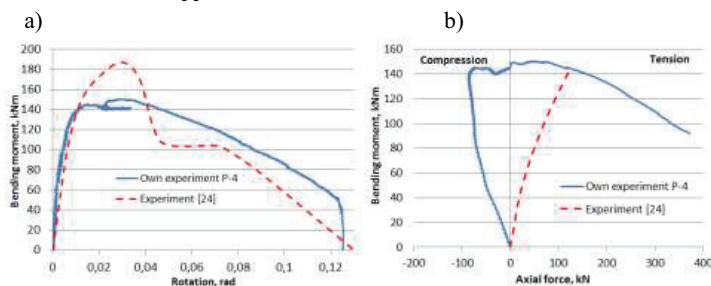 a)
b)
200
180
160
140
120
100
80
60
40
20
0
Bending moment, kNm
Own experiment P-4
Experiment [24]
0
0,02
0,04
0,06
0,08
0,1
0,12
Rotation, rad
160
140
120
100
80
60
40
20
0
Bending moment, kNm
Compression
Tension
Own experiment P-4
Experiment [24]
-200
-100
0
100
200
300
400
Axial force, kN